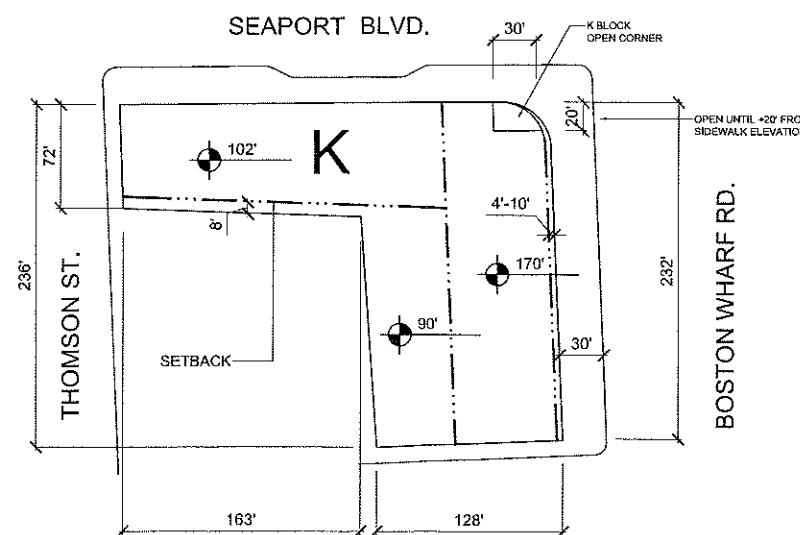 SEAPORT BLVD.
30'
K BLOCK
OPEN CORNER
20'
OPEN UNTIL +20' FRO
SIDEWALK ELEVATIO
72'
102'
K
4'-10'
8'
236'
THOMSON ST.
170'
232'
BOSTON WHARF RD.
90'
30'
SETBACK
163'
128'